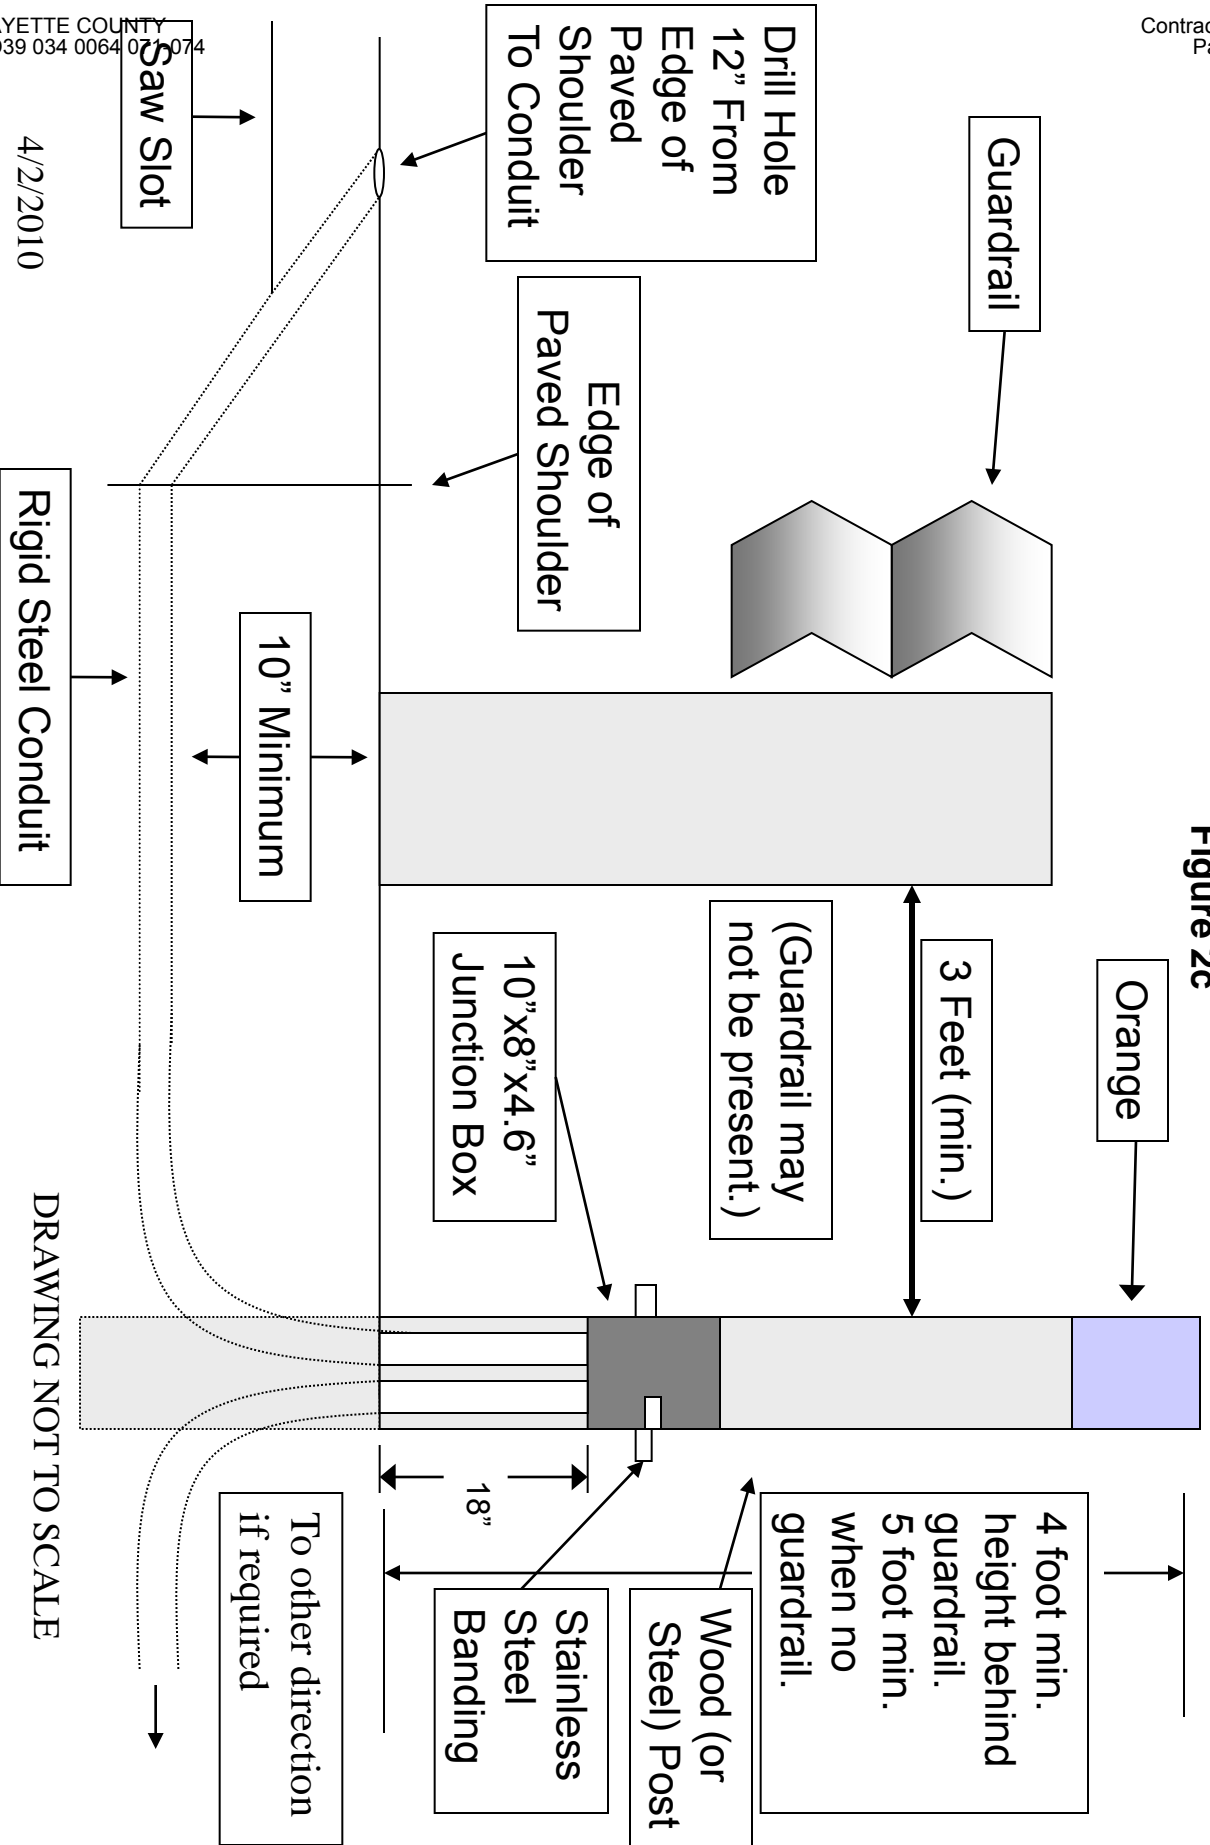 AYETTE COUNTY
939 034 0064 071-074
Contrac
Pa
Figure 2c
Guardrail
Orange
Drill Hole
12” From
Edge of
Paved
Shoulder
To Conduit
Edge of
Paved Shoulder
3 Feet (min.)
(Guardrail may
not be present.)
4 foot min.
height behind
guardrail.
5 foot min.
when no
guardrail.
Wood (or
Steel) Post
10”x8”x4.6”
Junction Box
Stainless
Steel
Banding
18”
Saw Slot
10” Minimum
To other direction
if required
Rigid Steel Conduit
4/2/2010
DRAWING NOT TO SCALE